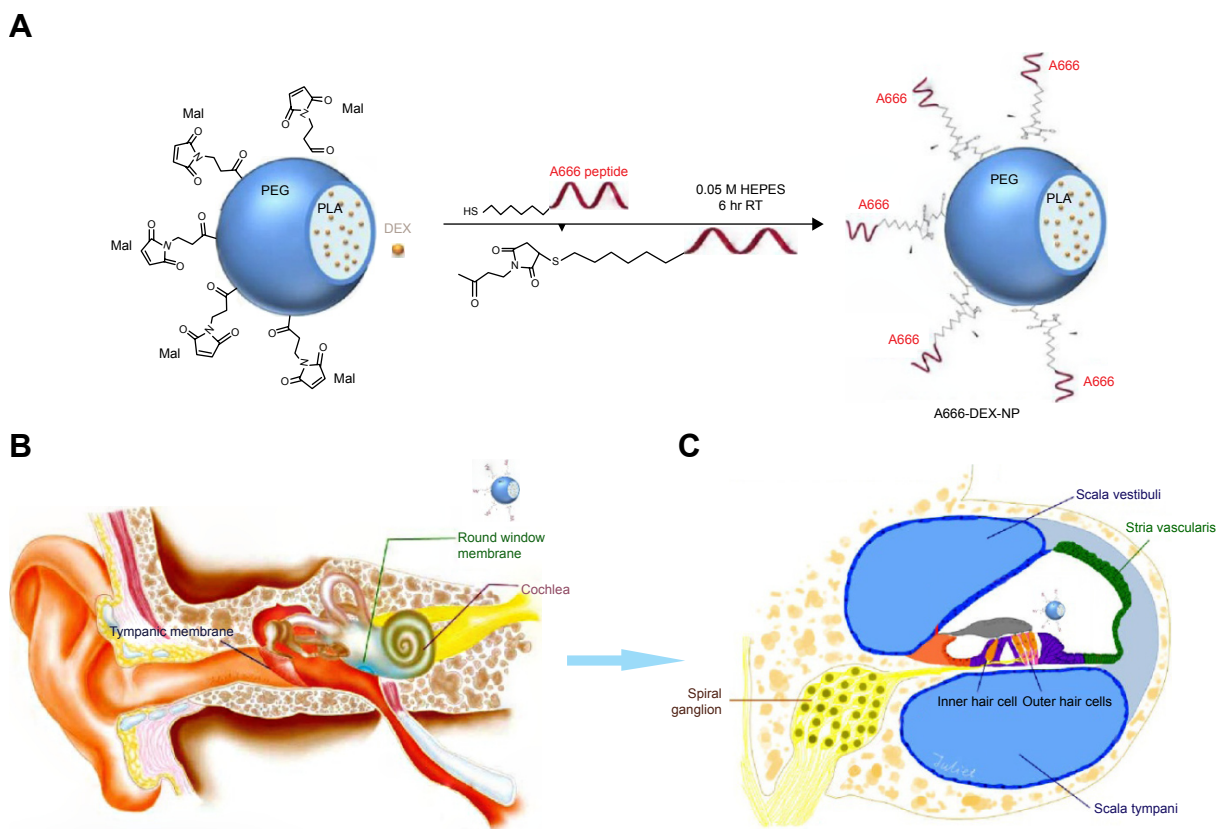 A
Mal
Mal
Mal
Mal
Mal
PEG
PLA
DEX
A666 peptide
HS
0.05 M HEPES
6 hr RT
N
O
O
S
O
A666
A666
A666
A666
A666
PEG
PLA
A666-DEX-NP
B
Round window
membrane
Cochlea
Tympanic membrane
C
Scala vestibuli
Stria vascularis
Spiral
ganglion
Inner hair cell
Outer hair cells
Juliet
Scala tympani